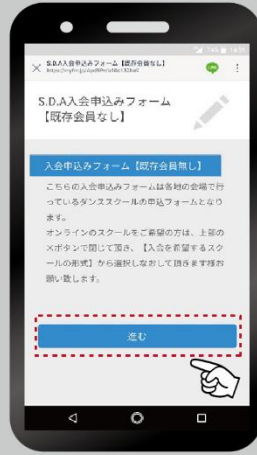 S.D.A入会申込みフォーム【既存会員なし】
S.D.A入会申込みフォーム
【既存会員なし】
入会申込みフォーム【既存会員無し】
こちらの入会申込みフォームは各地の会場で行
っているダンススクールの申込フォームとなり
ます。
オンラインのスクールをご希望の方は、上部の
×ボタンで閉じて頂き、【入会を希望するスク
ールの形式】から選択しなおして頂きます様お
願い致します。
進む